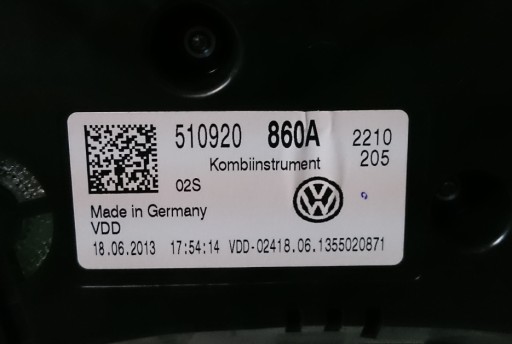 510920 860A 2210
Kombiinstrument 205
02S
Made in Germany
VDD
18.06.2013 17:54:14 VDD-02418.06.1355020871